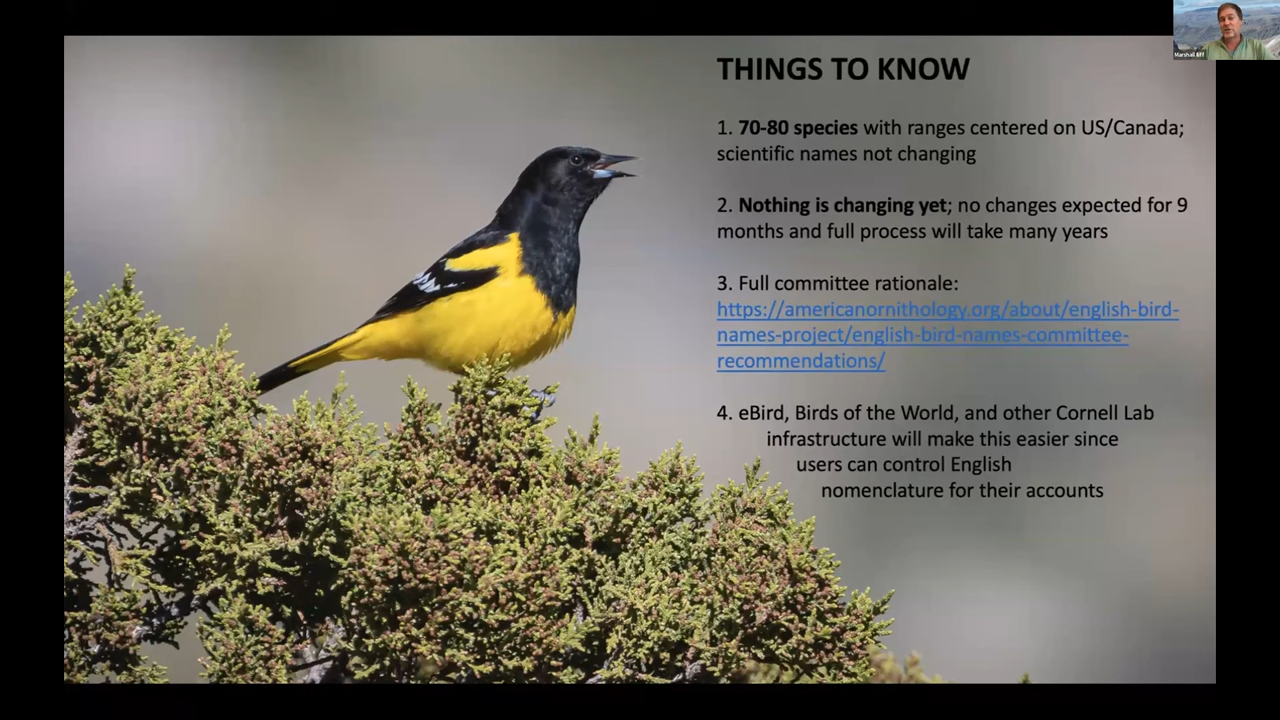 THINGS TO KNOW
1. 70-80 species with ranges centered on US/Canada;
scientific names not changing
2. Nothing is changing yet; no changes expected for 9
months and full process will take many years
3. Full committee rationale:
https://americanornithology.org/about/english-bird-
names-project/english-bird-names-committee-
recommendations/
4. eBird, Birds of the World, and other Cornell Lab
infrastructure will make this easier since
users can control English
nomenclature for their accounts
Marshall Iliff